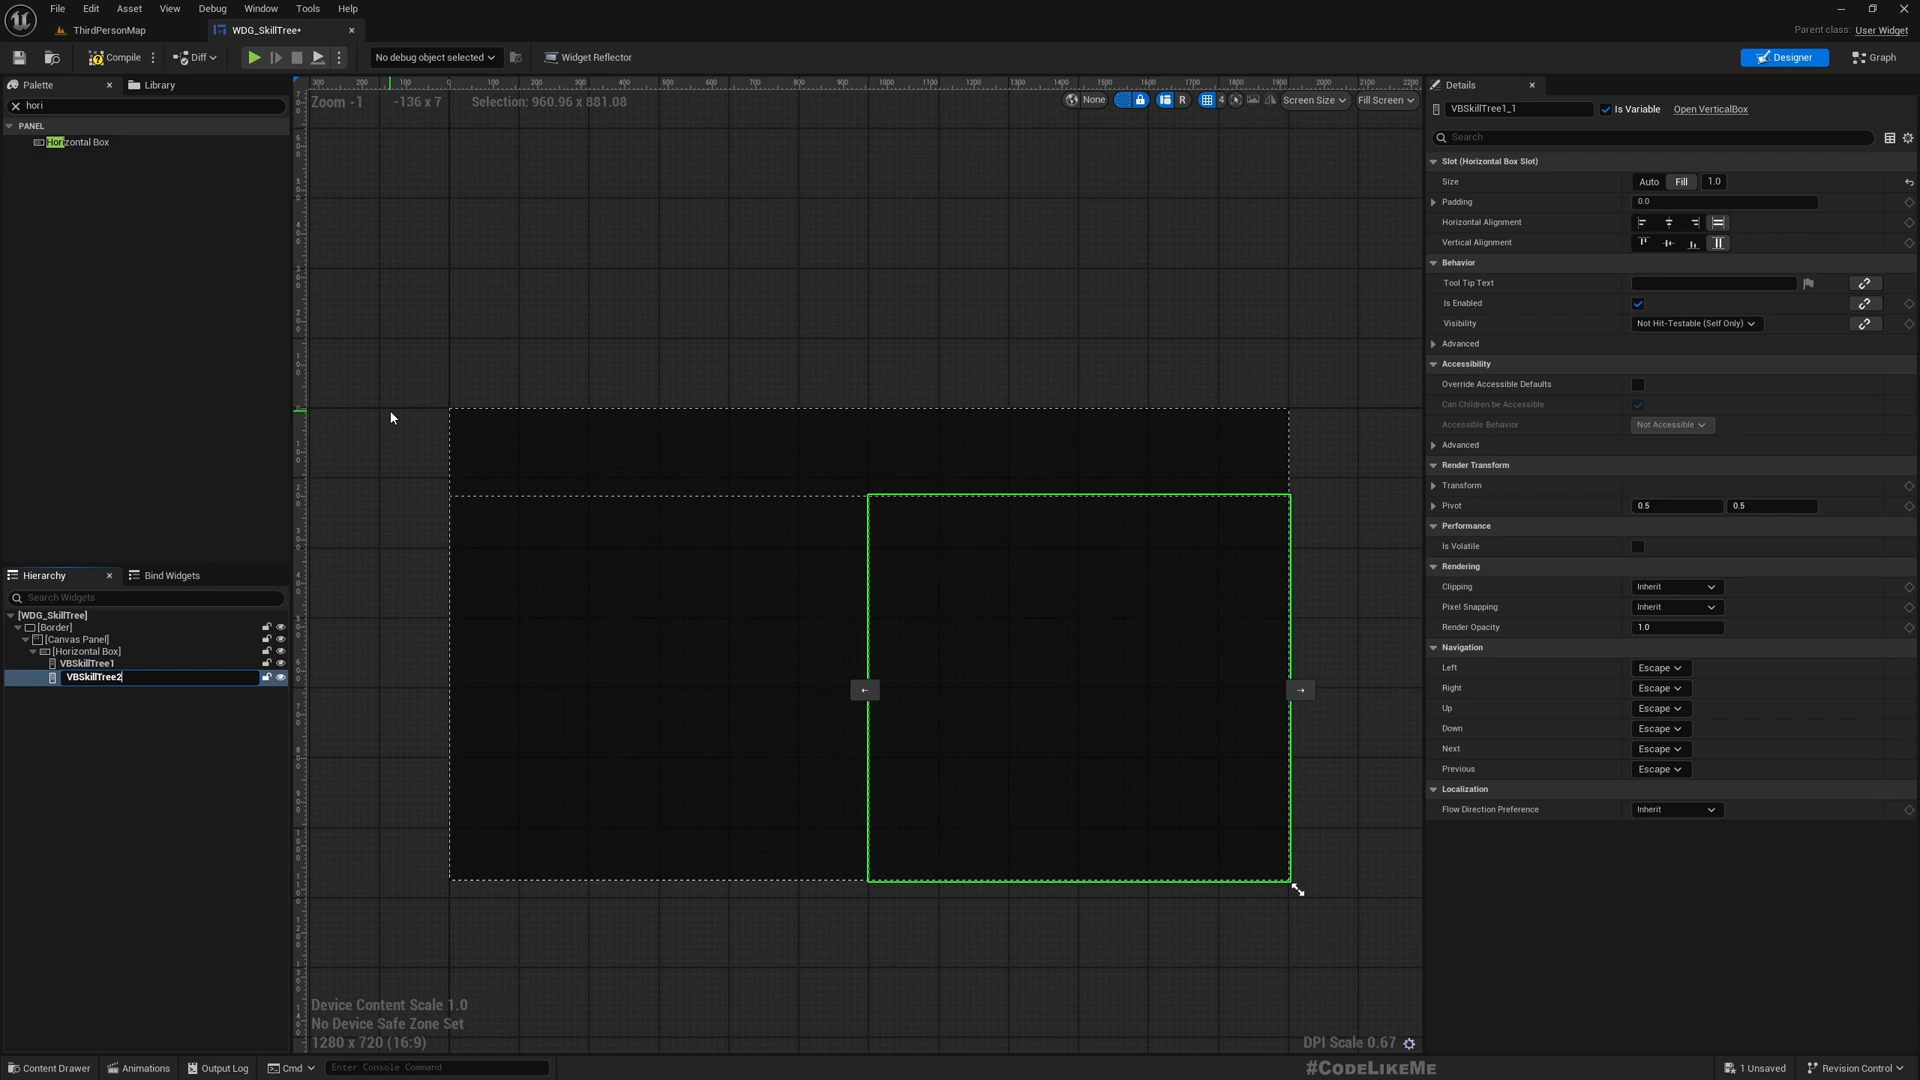 File Edit Asset View Debug Window Tools Help
ThirdPersonMap
WDG_SkillTree•
Parent class: User Widget
Compile
Diff
No debug object selected
Widget Reflector
Designer
Graph
Palette
Library
hori
PANEL
Horizontal Box
Zoom -1
-136 x 7
Selection: 960.96 x 881.08
None
R
4
Screen Size
Fill Screen
Details
VBSkillTree1_1
Is Variable
Open VerticalBox
Search
Slot (Horizontal Box Slot)
Size
Auto
Fill
1.0
Padding
0.0
Horizontal Alignment
Vertical Alignment
Behavior
Tool Tip Text
Is Enabled
Visibility
Not Hit-Testable (Self Only)
Advanced
Accessibility
Override Accessible Defaults
Can Children be Accessible
Accessible Behavior
Not Accessible
Advanced
Render Transform
Transform
Pivot
0.5
0.5
Performance
Is Volatile
Rendering
Clipping
Inherit
Pixel Snapping
Inherit
Render Opacity
1.0
Navigation
Left
Escape
Right
Escape
Up
Escape
Down
Escape
Next
Escape
Previous
Escape
Localization
Flow Direction Preference
Inherit
Hierarchy
Bind Widgets
Search Widgets
[WDG_SkillTree]
[Border]
[Canvas Panel]
[Horizontal Box]
VBSkillTree1
VBSkillTree2
Device Content Scale 1.0
No Device Safe Zone Set
1280 x 720 (16:9)
DPI Scale 0.67
Content Drawer
Animations
Output Log
Cmd
Enter Console Command
#CodeLikeMe
1 Unsaved
Revision Control